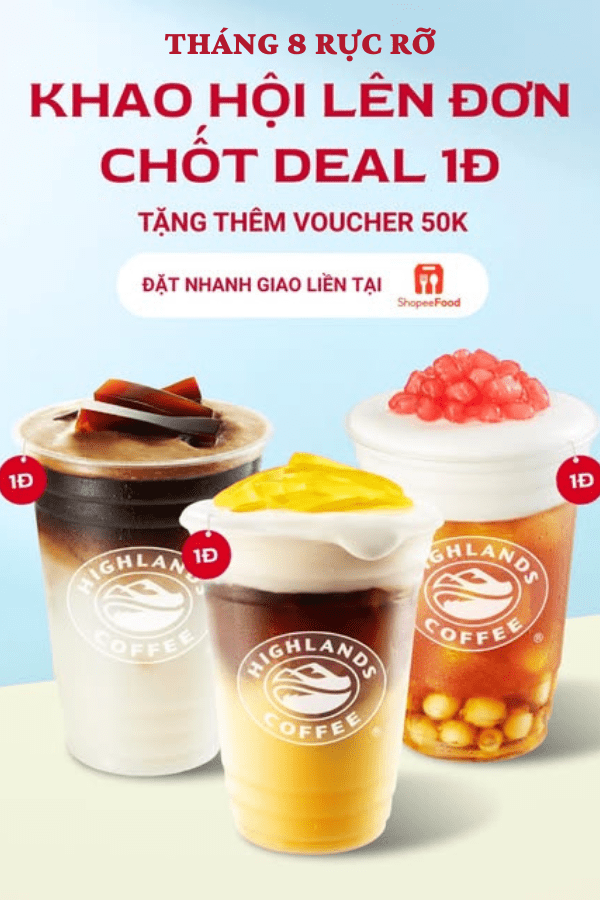 THÁNG 8 RỰC RỠ
KHAO HỘI LÊN ĐƠN
CHỐT DEAL 1Đ
TẶNG THÊM VOUCHER 50K
ĐẶT NHANH GIAO LIỀN TẠI
ShopeeFood
1Đ
1Đ
1Đ
HIGHLANDS
COFFEE
HIGHLANDS
COFFEE
®
HIGHLANDS
COFFEE
®